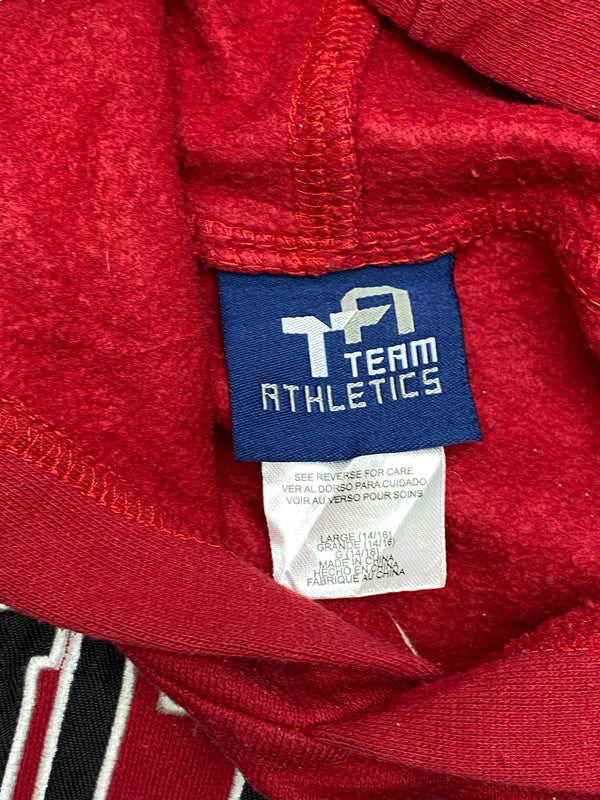 TA
TEAM
ATHLETICS
SEE REVERSE FOR CARE
VER AL DORSO PARA CUIDADO
VOIR AU VERSO POUR SOINS
LARGE (14/16)
GRANDE (14/16)
G (14/16)
MADE IN CHINA
HECHO EN CHINA
FABRIQUE AU CHINA